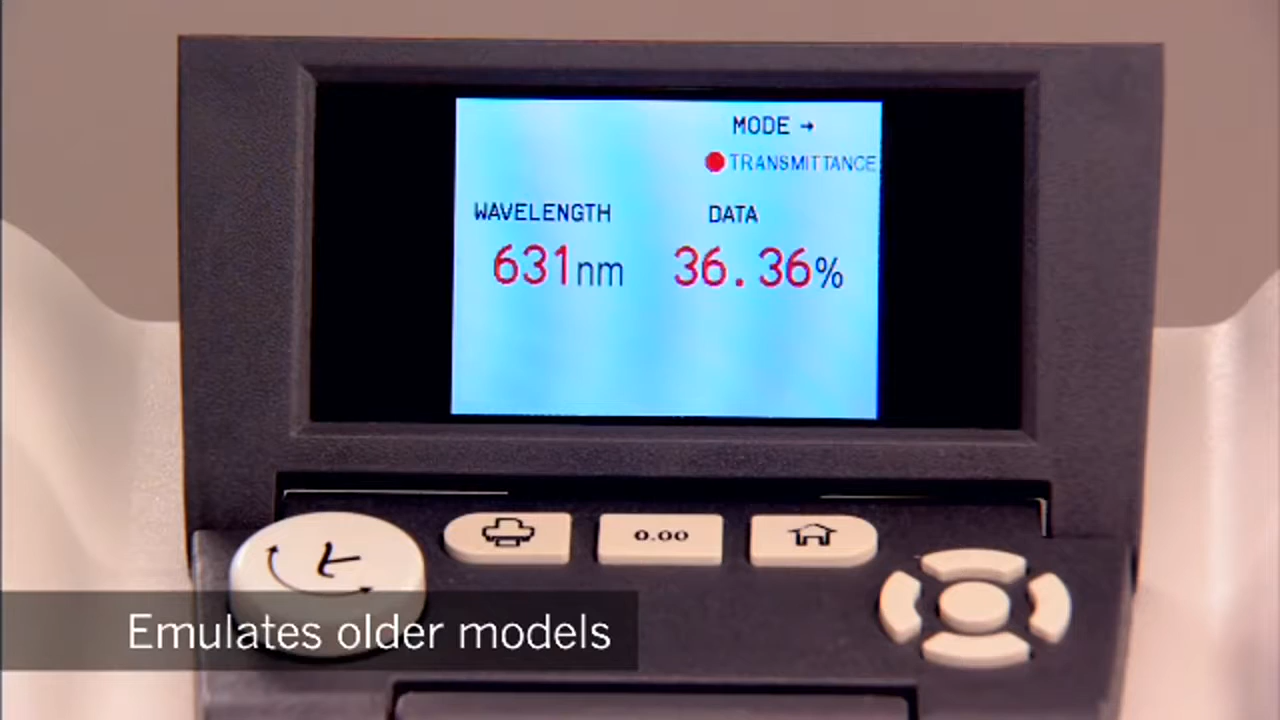 MODE →
TRANSMITTANCE
WAVELENGTH DATA
631nm 36.36%
0.00
λ
Emulates older models